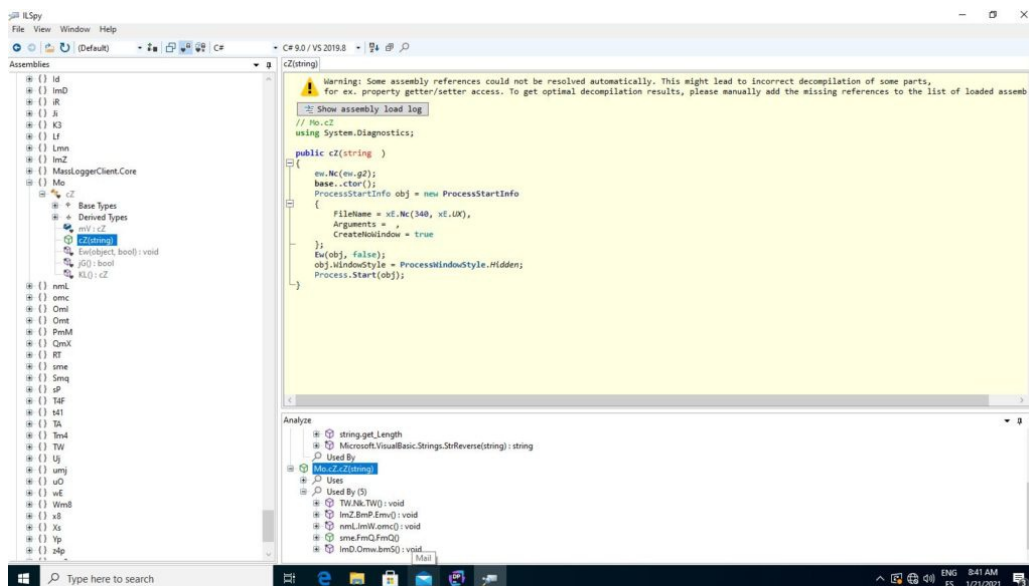 ILSpy
File View Window Help
(Default) C# C# 9.0 / VS 2019.8
Assemblies
{ } Id
{ } ImD
{ } iR
{ } Ji
{ } K3
{ } Lf
{ } Lmn
{ } lmZ
{ } MassLoggerClient.Core
{ } Mo
cZ
Base Types
Derived Types
mV : cZ
cZ(string)
Ew(object, bool) : void
jG() : bool
KL() : cZ
{ } nmL
{ } omc
{ } Oml
{ } Omt
{ } PmM
{ } QmX
{ } RT
{ } sme
{ } Smq
{ } sP
{ } T4F
{ } t41
{ } TA
{ } Tm4
{ } TW
{ } Uj
{ } umj
{ } uO
{ } wE
{ } Wm8
{ } x8
{ } Xs
{ } Yp
{ } z4p
cZ(string)
Warning: Some assembly references could not be resolved automatically. This might lead to incorrect decompilation of some parts,
for ex. property getter/setter access. To get optimal decompilation results, please manually add the missing references to the list of loaded assemb
Show assembly load log
// Mo.cZ
using System.Diagnostics;
public cZ(string )
{
ew.Nc(ew.g2);
base..ctor();
ProcessStartInfo obj = new ProcessStartInfo
{
FileName = xE.Nc(340, xE.UX),
Arguments = ,
CreateNoWindow = true
};
Ew(obj, false);
obj.WindowStyle = ProcessWindowStyle.Hidden;
Process.Start(obj);
}
Analyze
string.get_Length
Microsoft.VisualBasic.Strings.StrReverse(string) : string
Used By
Mo.cZ.cZ(string)
Uses
Used By (5)
TW.Nk.TW() : void
lmZ.BmP.Emv() : void
nmL.lmW.omc() : void
sme.FmQ.FmQ()
ImD.Omw.bmS() : void
Mail
Type here to search
ENG
ES
8:41 AM
1/21/2021